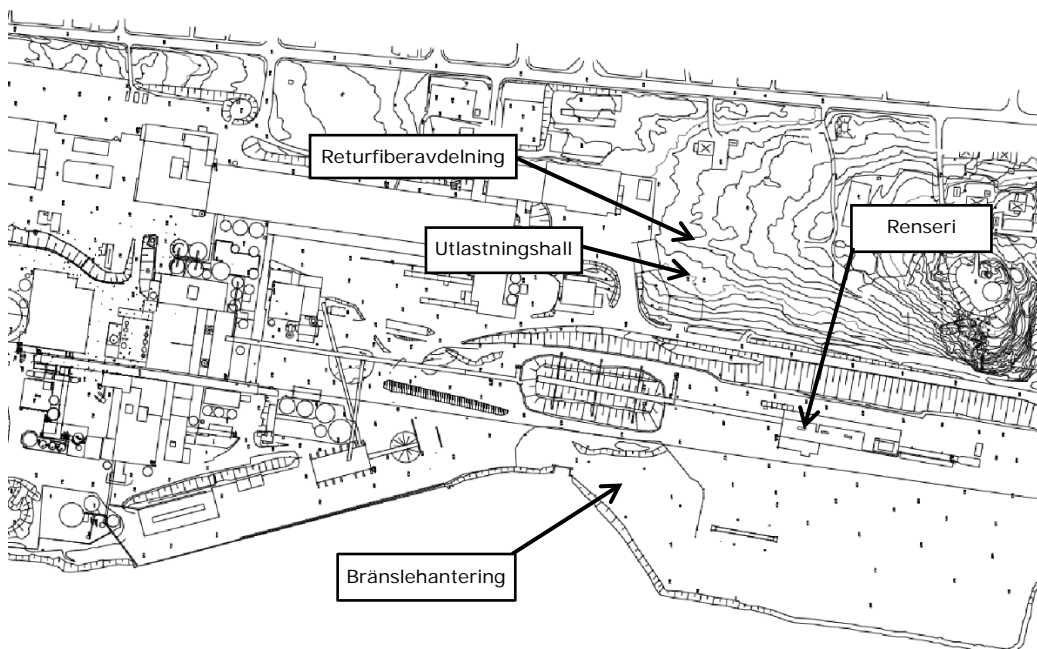 Returfiberavdelning
Renseri
Utlastningshall
Bränslehantering